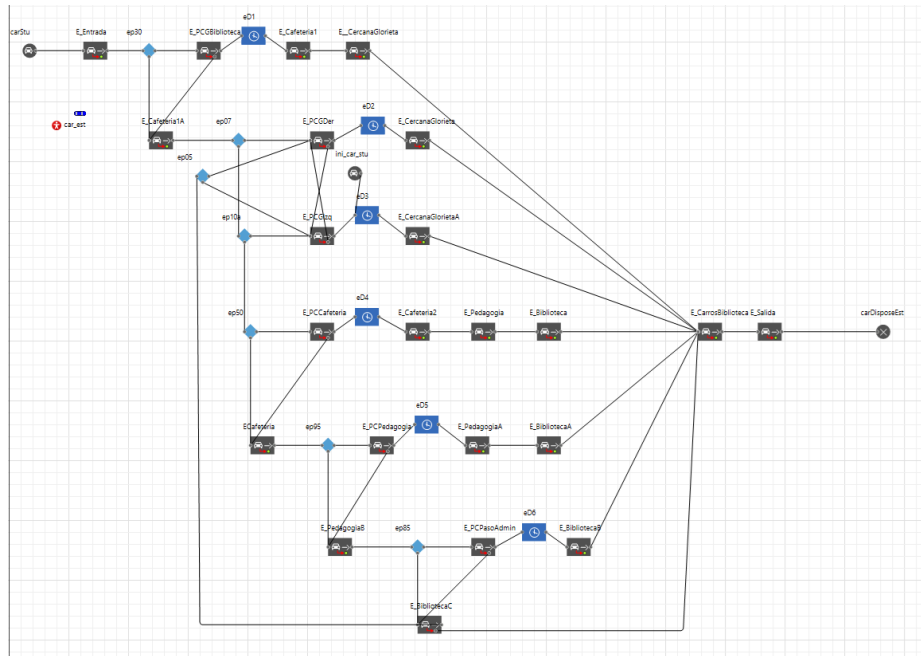 eD1
carStu
E_Entrada
ep30
E_PCGBiblioteca
E_Cafeteria1
E__CercanaGlorieta
eD2
car_est
E_Cafeteria1A
ep07
E_PCGDer
E_CercanaGlorieta
ep05
ini_car_stu
eD3
ep10a
E_PCGIzq
E_CercanaGlorietaA
eD4
ep50
E_PCCafeteria
E_Cafeteria2
E_Pedagogia
E_Biblioteca
E_CarrosBiblioteca
E_Salida
carDisposeEst
eD5
ECafeteria
ep95
E_PCPedagogia
E_PedagogiaA
E_BibliotecaA
eD6
E_PedagogiaB
ep85
E_PCPasoAdmin
E_BibliotecaB
E_BibliotecaC